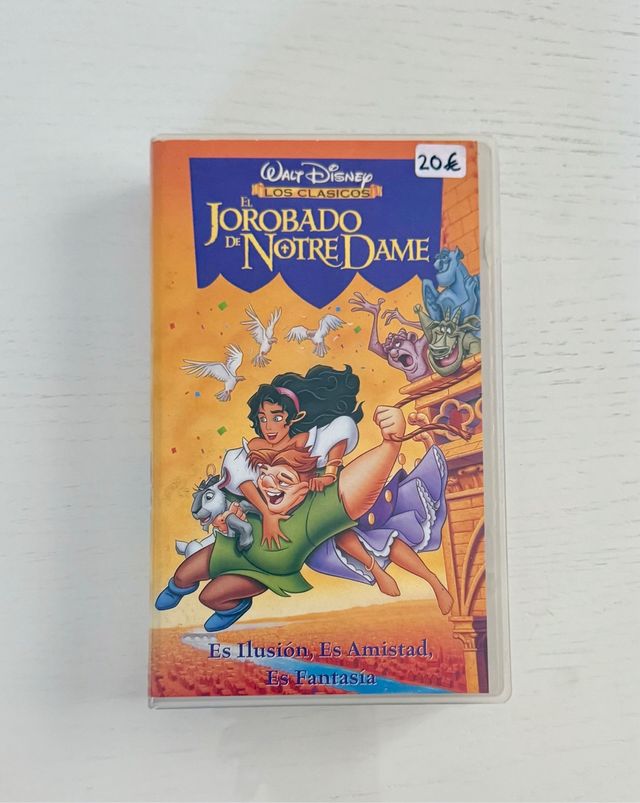 20€
WALT DISNEY
LOS CLASICOS
EL
JOROBADO
DE NOTRE DAME
Es Ilusión, Es Amistad,
Es Fantasía